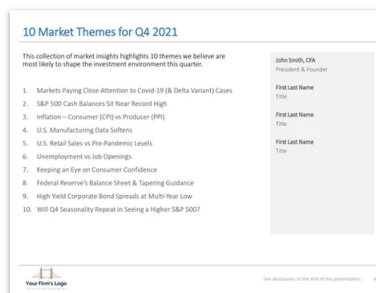 10 Market Themes for Q4 2021
This collection of market insights highlights 10 themes we believe are
most likely to shape the investment environment this quarter.
1. Markets Paying Close Attention to Covid-19 (& Delta Variant) Cases
2. S&P 500 Cash Balances Sit Near Record High
3. Inflation – Consumer (CPI) vs Producer (PPI)
4. U.S. Manufacturing Data Softens
5. U.S. Retail Sales vs Pre-Pandemic Levels
6. Unemployment vs Job Openings
7. Keeping an Eye on Consumer Confidence
8. Federal Reserve's Balance Sheet & Tapering Guidance
9. High Yield Corporate Bond Spreads at Multi-Year Low
10. Will Q4 Seasonality Repeat in Seeing a Higher S&P 500?
John Smith, CFA
President & Founder
First Last Name
Title
First Last Name
Title
First Last Name
Title
Your Firm's Logo
See disclosures at the end of the presentation.